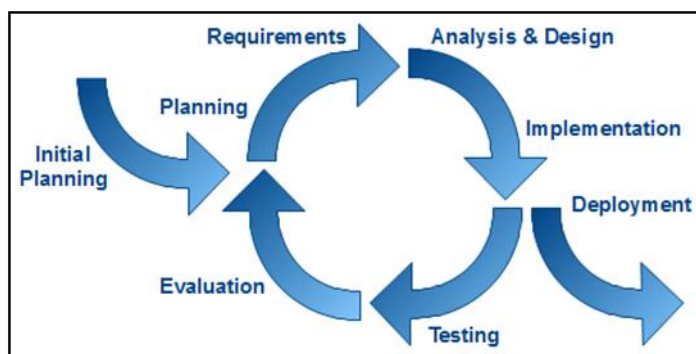 Requirements
Analysis & Design
Planning
Implementation
Initial
Planning
Deployment
Evaluation
Testing